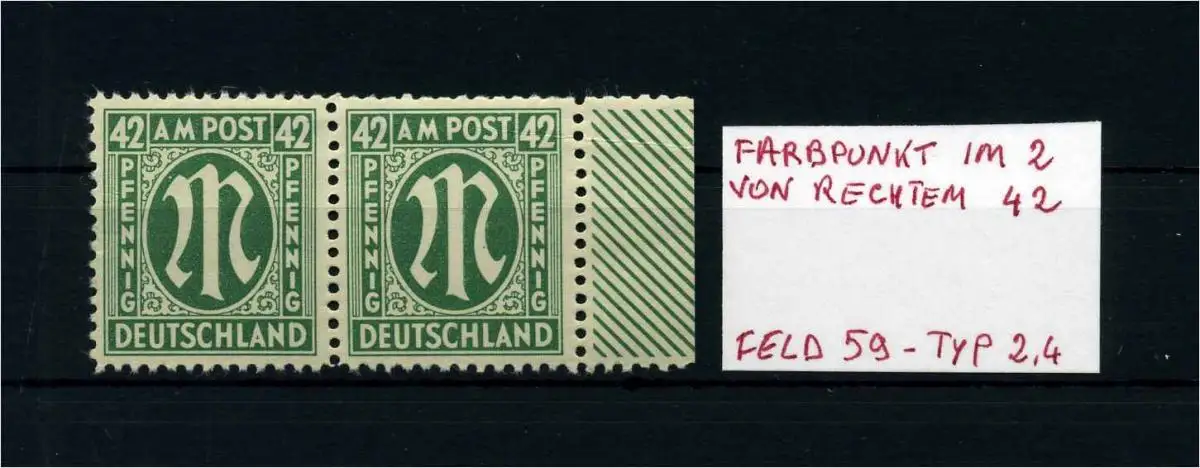 42 AM POST 42
PFENNIG
M
PFENNIG
DEUTSCHLAND
42 AM POST 42
PFENNIG
M
PFENNIG
DEUTSCHLAND
FARBPUNKT IM 2
VON RECHTEM 42
FELD 59 - TYP 2,4